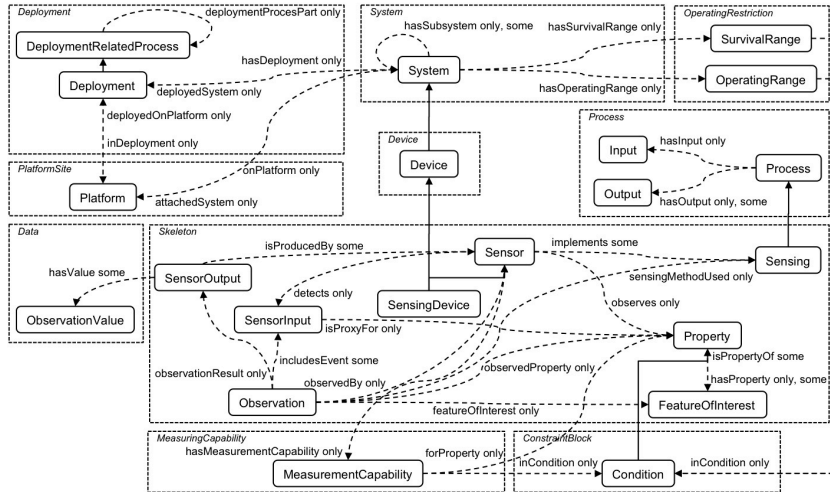 Deployment
deploymentProcesPart only
DeploymentRelatedProcess
Deployment
hasDeployment only
deployedSystem only
deployedOnPlatform only
inDeployment only
System
hasSubsystem only, some
System
hasSurvivalRange only
hasOperatingRange only
OperatingRestriction
SurvivalRange
OperatingRange
Device
Device
Process
Input
hasInput only
Process
Output
hasOutput only, some
PlatformSite
Platform
onPlatform only
attachedSystem only
Data
hasValue some
ObservationValue
Skeleton
isProducedBy some
Sensor
implements some
Sensing
SensorOutput
sensingMethodUsed only
detects only
SensingDevice
observes only
SensorInput
isProxyFor only
Property
isPropertyOf some
includesEvent some
observationResult only
observedBy only
observedProperty only
hasProperty only, some
Observation
featureOfInterest only
FeatureOfInterest
MeasuringCapability
hasMeasurementCapability only
forProperty only
MeasurementCapability
ConstraintBlock
inCondition only
Condition
inCondition only